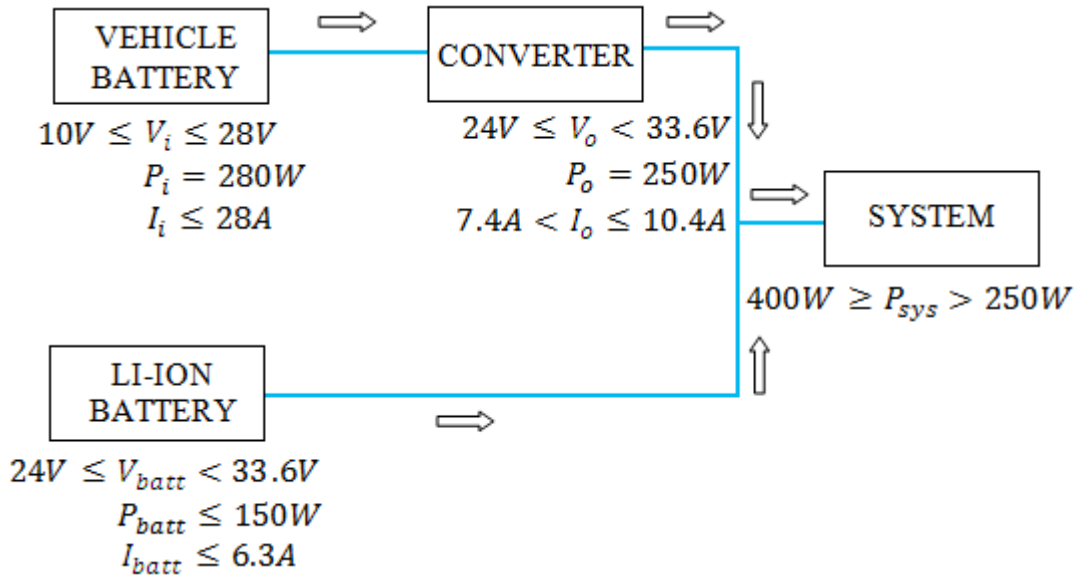 VEHICLE
BATTERY
10V ≤ V_i ≤ 28V
P_i = 280W
I_i ≤ 28A
CONVERTER
24V ≤ V_o < 33.6V
P_o = 250W
7.4A < I_o ≤ 10.4A
SYSTEM
400W ≥ P_sys > 250W
LI-ION
BATTERY
24V ≤ V_batt < 33.6V
P_batt ≤ 150W
I_batt ≤ 6.3A